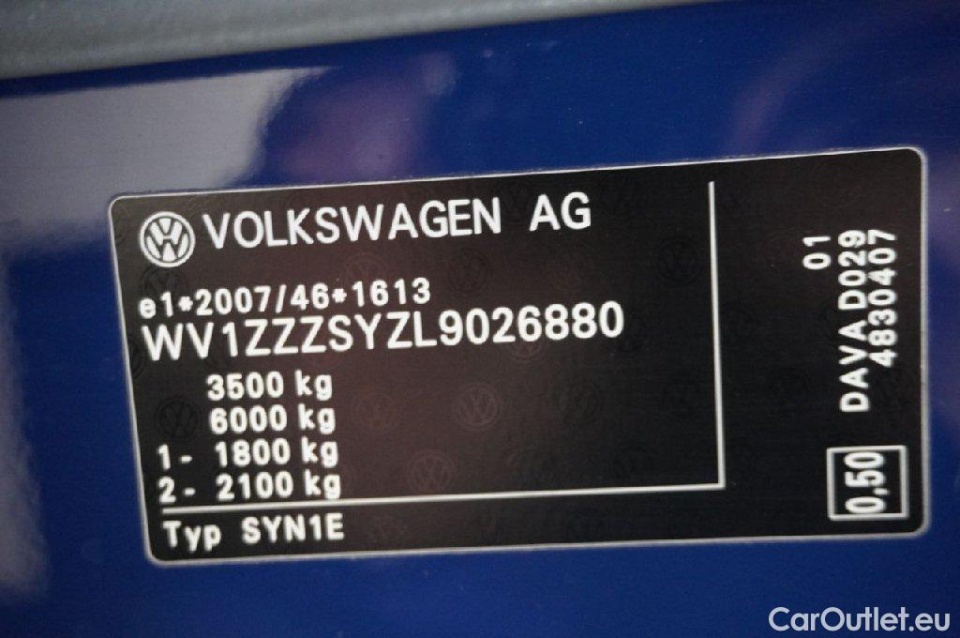 VOLKSWAGEN AG
e1*2007/46*1613
WV1ZZZSYZL9026880
3500 kg
6000 kg
1- 1800 kg
2- 2100 kg
Typ SYN1E
01
DAVAD029
4830407
0,50
CarOutlet.eu